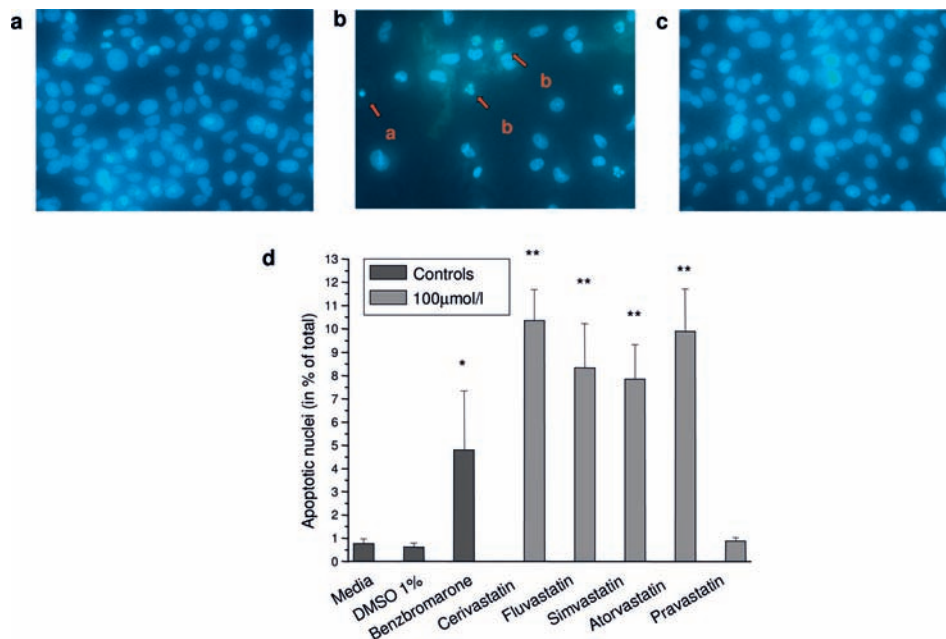 a
b
c
b
b
a
d
Controls
100μmol/l
Apoptotic nuclei (in % of total)
13
12
11
10
9
8
7
6
5
4
3
2
1
0
*
**
**
**
**
Media
DMSO 1%
Benzbromarone
Cerivastatin
Fluvastatin
Simvastatin
Atorvastatin
Pravastatin